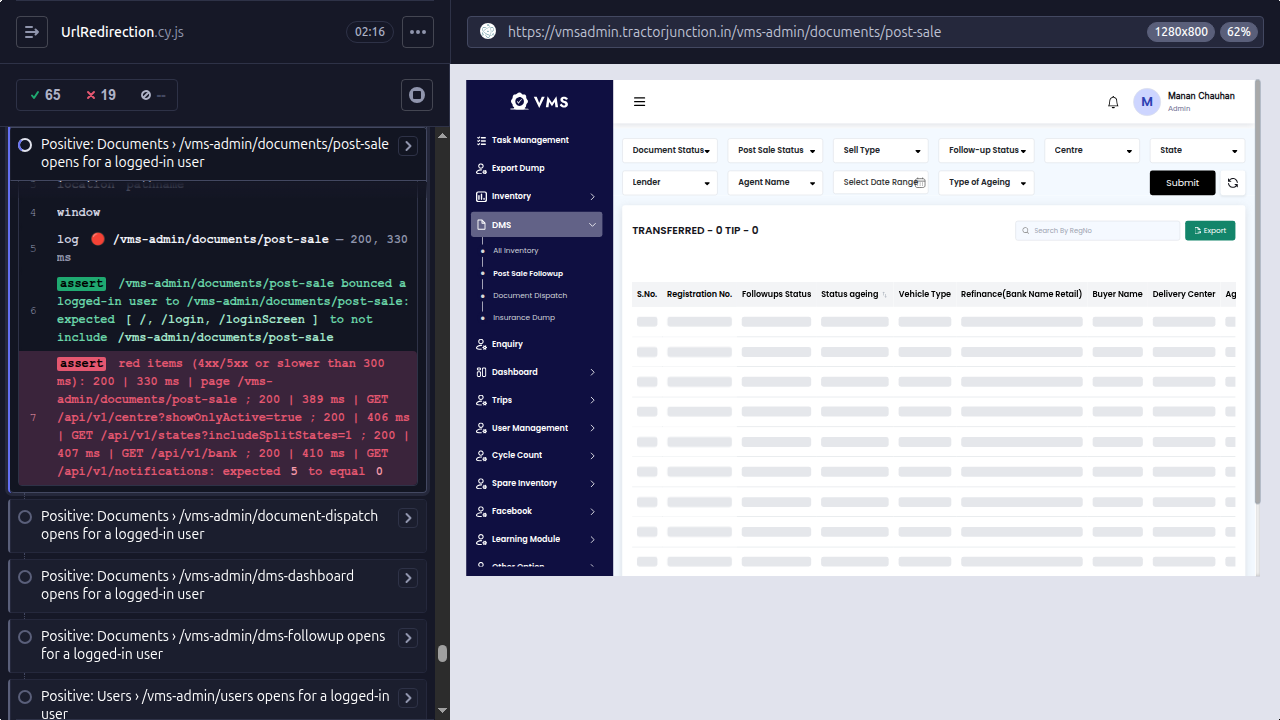 UrlRedirection.cy.js
02:16
65
19
--
Positive: Documents › /vms-admin/documents/post-sale
opens for a logged-in user
4 window
5 log 🔴 /vms-admin/documents/post-sale — 200, 330
ms
assert /vms-admin/documents/post-sale bounced a
logged-in user to /vms-admin/documents/post-sale:
6 expected [ /, /login, /loginScreen ] to not
include /vms-admin/documents/post-sale
assert red items (4xx/5xx or slower than 300
ms): 200 | 330 ms | page /vms-
admin/documents/post-sale ; 200 | 389 ms | GET
7 /api/v1/centre?showOnlyActive=true ; 200 | 406 ms
| GET /api/v1/states?includeSplitStates=1 ; 200 |
407 ms | GET /api/v1/bank ; 200 | 410 ms | GET
/api/v1/notifications: expected 5 to equal 0
Positive: Documents › /vms-admin/document-dispatch
opens for a logged-in user
Positive: Documents › /vms-admin/dms-dashboard
opens for a logged-in user
Positive: Documents › /vms-admin/dms-followup opens
for a logged-in user
Positive: Users › /vms-admin/users opens for a logged-in
user
https://vmsadmin.tractorjunction.in/vms-admin/documents/post-sale
1280x800
62%
VMS
Task Management
Export Dump
Inventory
DMS
All Inventory
Post Sale Followup
Document Dispatch
Insurance Dump
Enquiry
Dashboard
Trips
User Management
Cycle Count
Spare Inventory
Facebook
Learning Module
Other Option
M
Manan Chauhan
Admin
Document Status
Post Sale Status
Sell Type
Follow-up Status
Centre
State
Lender
Agent Name
Select Date Range
Type of Ageing
Submit
TRANSFERRED - 0 TIP - 0
Search By RegNo
Export
S.No. Registration No. Followups Status Status ageing Vehicle Type Refinance(Bank Name Retail) Buyer Name Delivery Center Ag